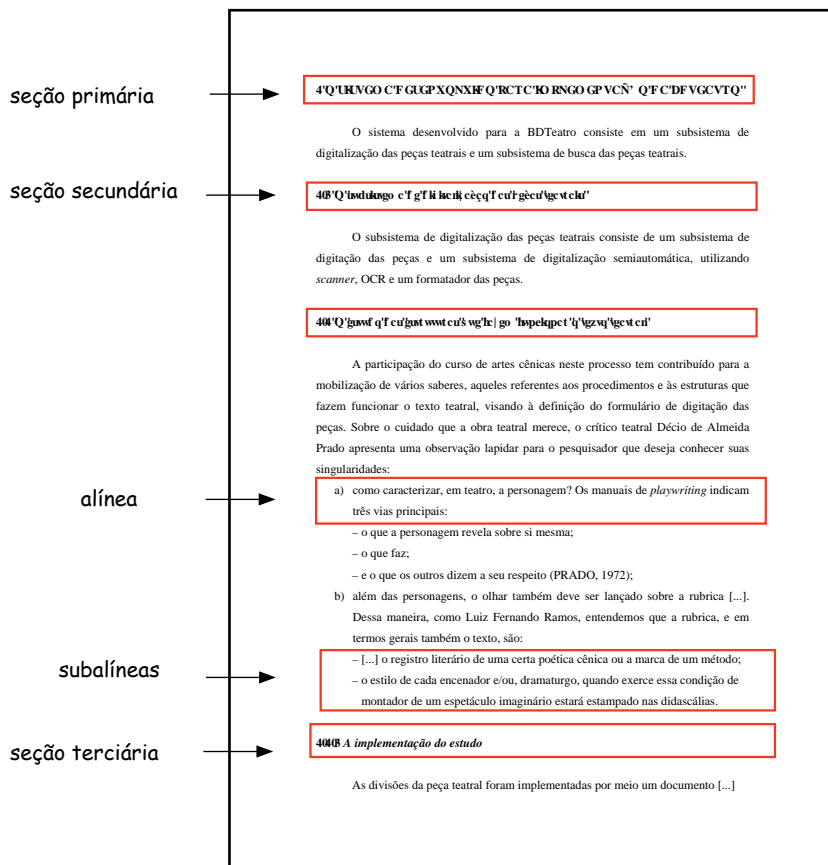 seção primária
O sistema desenvolvido para a BDTeatro consiste em um subsistema de
digitalização das peças teatrais e um subsistema de busca das peças teatrais.
seção secundária
O subsistema de digitalização das peças teatrais consiste de um subsistema de
digitação das peças e um subsistema de digitalização semiautomática, utilizando
scanner, OCR e um formatador das peças.
A participação do curso de artes cênicas neste processo tem contribuído para a
mobilização de vários saberes, aqueles referentes aos procedimentos e às estruturas que
fazem funcionar o texto teatral, visando à definição do formulário de digitação das
peças. Sobre o cuidado que a obra teatral merece, o crítico teatral Décio de Almeida
Prado apresenta uma observação lapidar para o pesquisador que deseja conhecer suas
singularidades:
alínea
a) como caracterizar, em teatro, a personagem? Os manuais de playwriting indicam
três vias principais:
– o que a personagem revela sobre si mesma;
– o que faz;
– e o que os outros dizem a seu respeito (PRADO, 1972);
b) além das personagens, o olhar também deve ser lançado sobre a rubrica [...].
Dessa maneira, como Luiz Fernando Ramos, entendemos que a rubrica, e em
termos gerais também o texto, são:
subalíneas
– [...] o registro literário de uma certa poética cênica ou a marca de um método;
– o estilo de cada encenador e/ou, dramaturgo, quando exerce essa condição de
montador de um espetáculo imaginário estará estampado nas didascálias.
seção terciária
A implementação do estudo
As divisões da peça teatral foram implementadas por meio um documento [...]